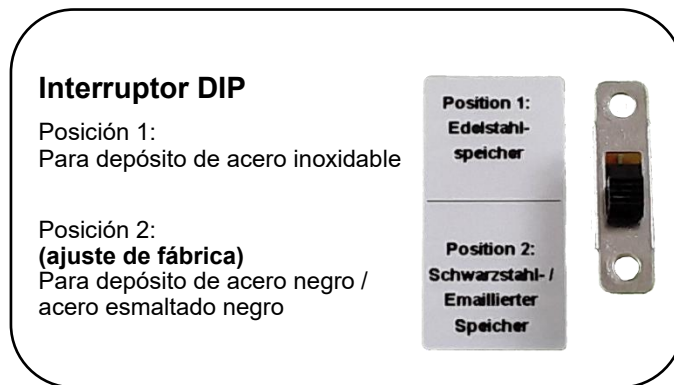 Interruptor DIP
Posición 1:
Para depósito de acero inoxidable
Posición 2:
(ajuste de fábrica)
Para depósito de acero negro /
acero esmaltado negro
Position 1:
Edelstahl-
speicher
Position 2:
Schwarzstahl- /
Emaillierter
Speicher